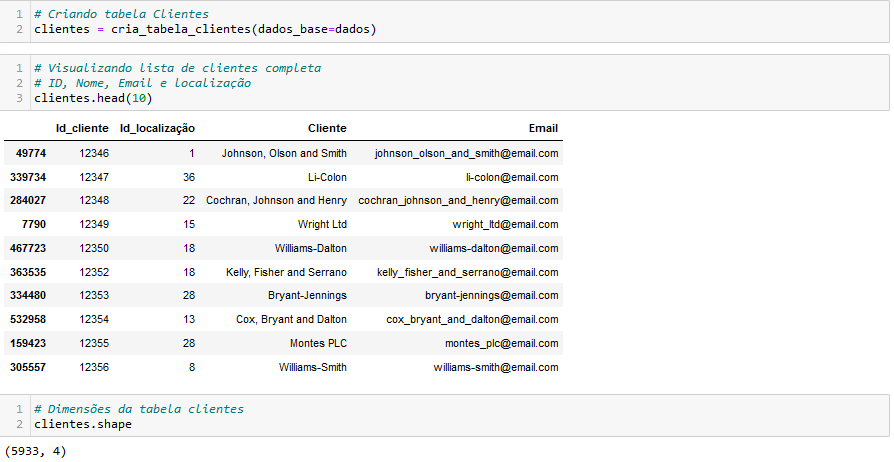 1 # Criando tabela Clientes
2 clientes = cria_tabela_clientes(dados_base=dados)
1 # Visualizando lista de clientes completa
2 # ID, Nome, Email e localização
3 clientes.head(10)
Id_cliente Id_localização Cliente Email
49774 12346 1 Johnson, Olson and Smith johnson_olson_and_smith@email.com
339734 12347 36 Li-Colon li-colon@email.com
284027 12348 22 Cochran, Johnson and Henry cochran_johnson_and_henry@email.com
7790 12349 15 Wright Ltd wright_ltd@email.com
467723 12350 18 Williams-Dalton williams-dalton@email.com
363535 12352 18 Kelly, Fisher and Serrano kelly_fisher_and_serrano@email.com
334480 12353 28 Bryant-Jennings bryant-jennings@email.com
532958 12354 13 Cox, Bryant and Dalton cox_bryant_and_dalton@email.com
159423 12355 28 Montes PLC montes_plc@email.com
305557 12356 8 Williams-Smith williams-smith@email.com
1 # Dimensões da tabela clientes
2 clientes.shape
(5933, 4)